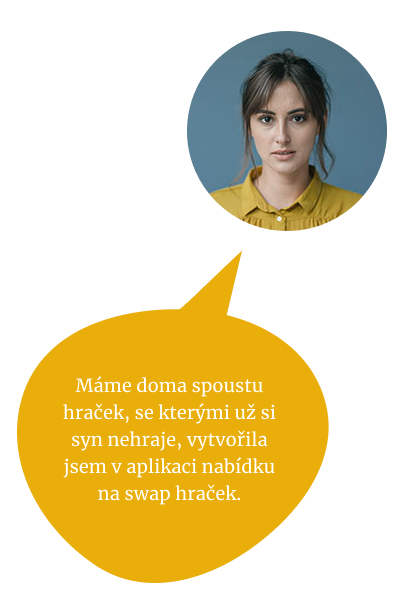 Máme doma spoustu
hraček, se kterými už si
syn nehraje, vytvořila
jsem v aplikaci nabídku
na swap hraček.